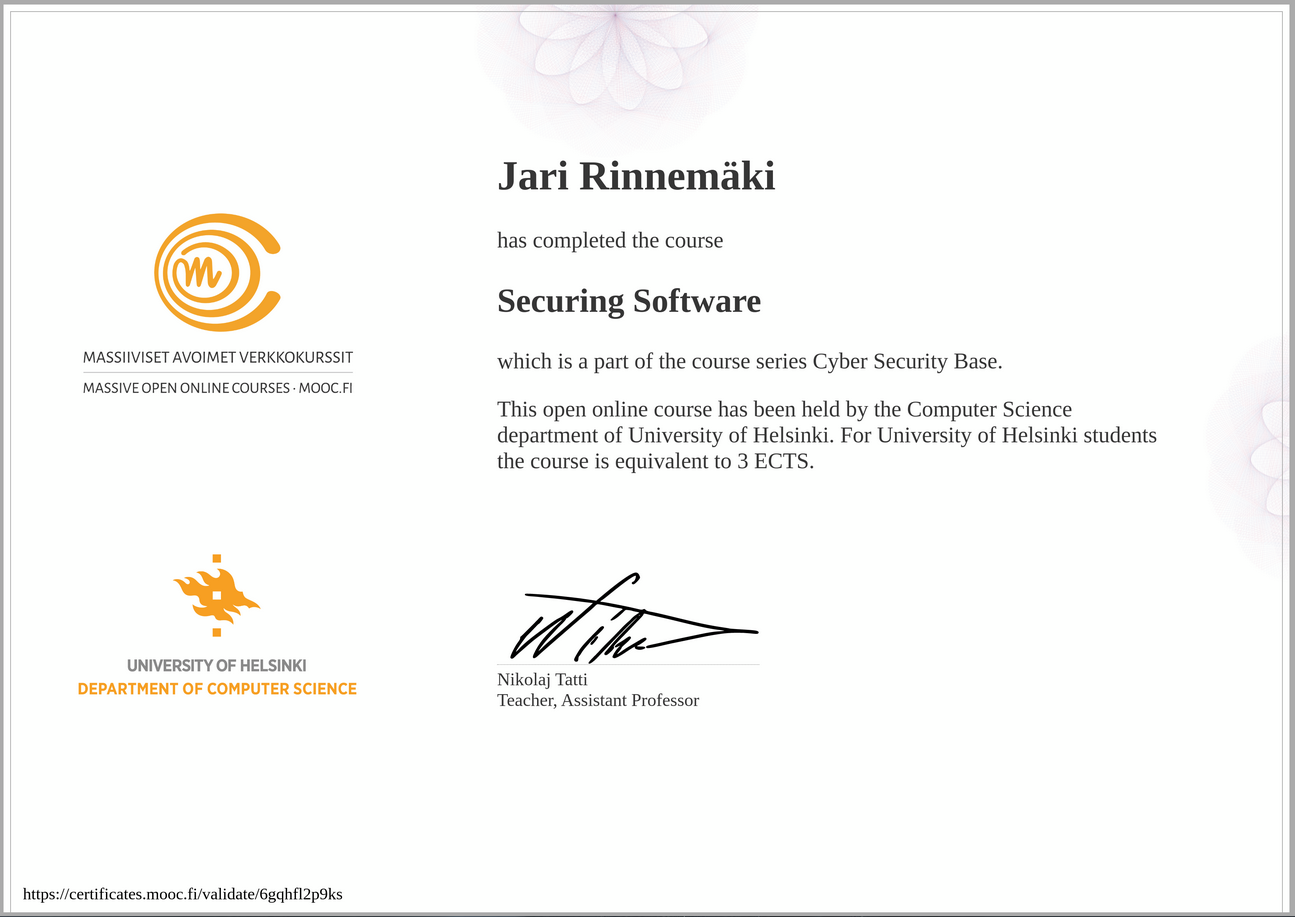 Jari Rinnemäki
has completed the course
Securing Software
which is a part of the course series Cyber Security Base.
This open online course has been held by the Computer Science
department of University of Helsinki. For University of Helsinki students
the course is equivalent to 3 ECTS.
m
MASSIIVISET AVOIMET VERKKOKURSSIT
MASSIVE OPEN ONLINE COURSES · MOOC.FI
UNIVERSITY OF HELSINKI
DEPARTMENT OF COMPUTER SCIENCE
Nikolaj Tatti
Teacher, Assistant Professor
https://certificates.mooc.fi/validate/6gqhfl2p9ks